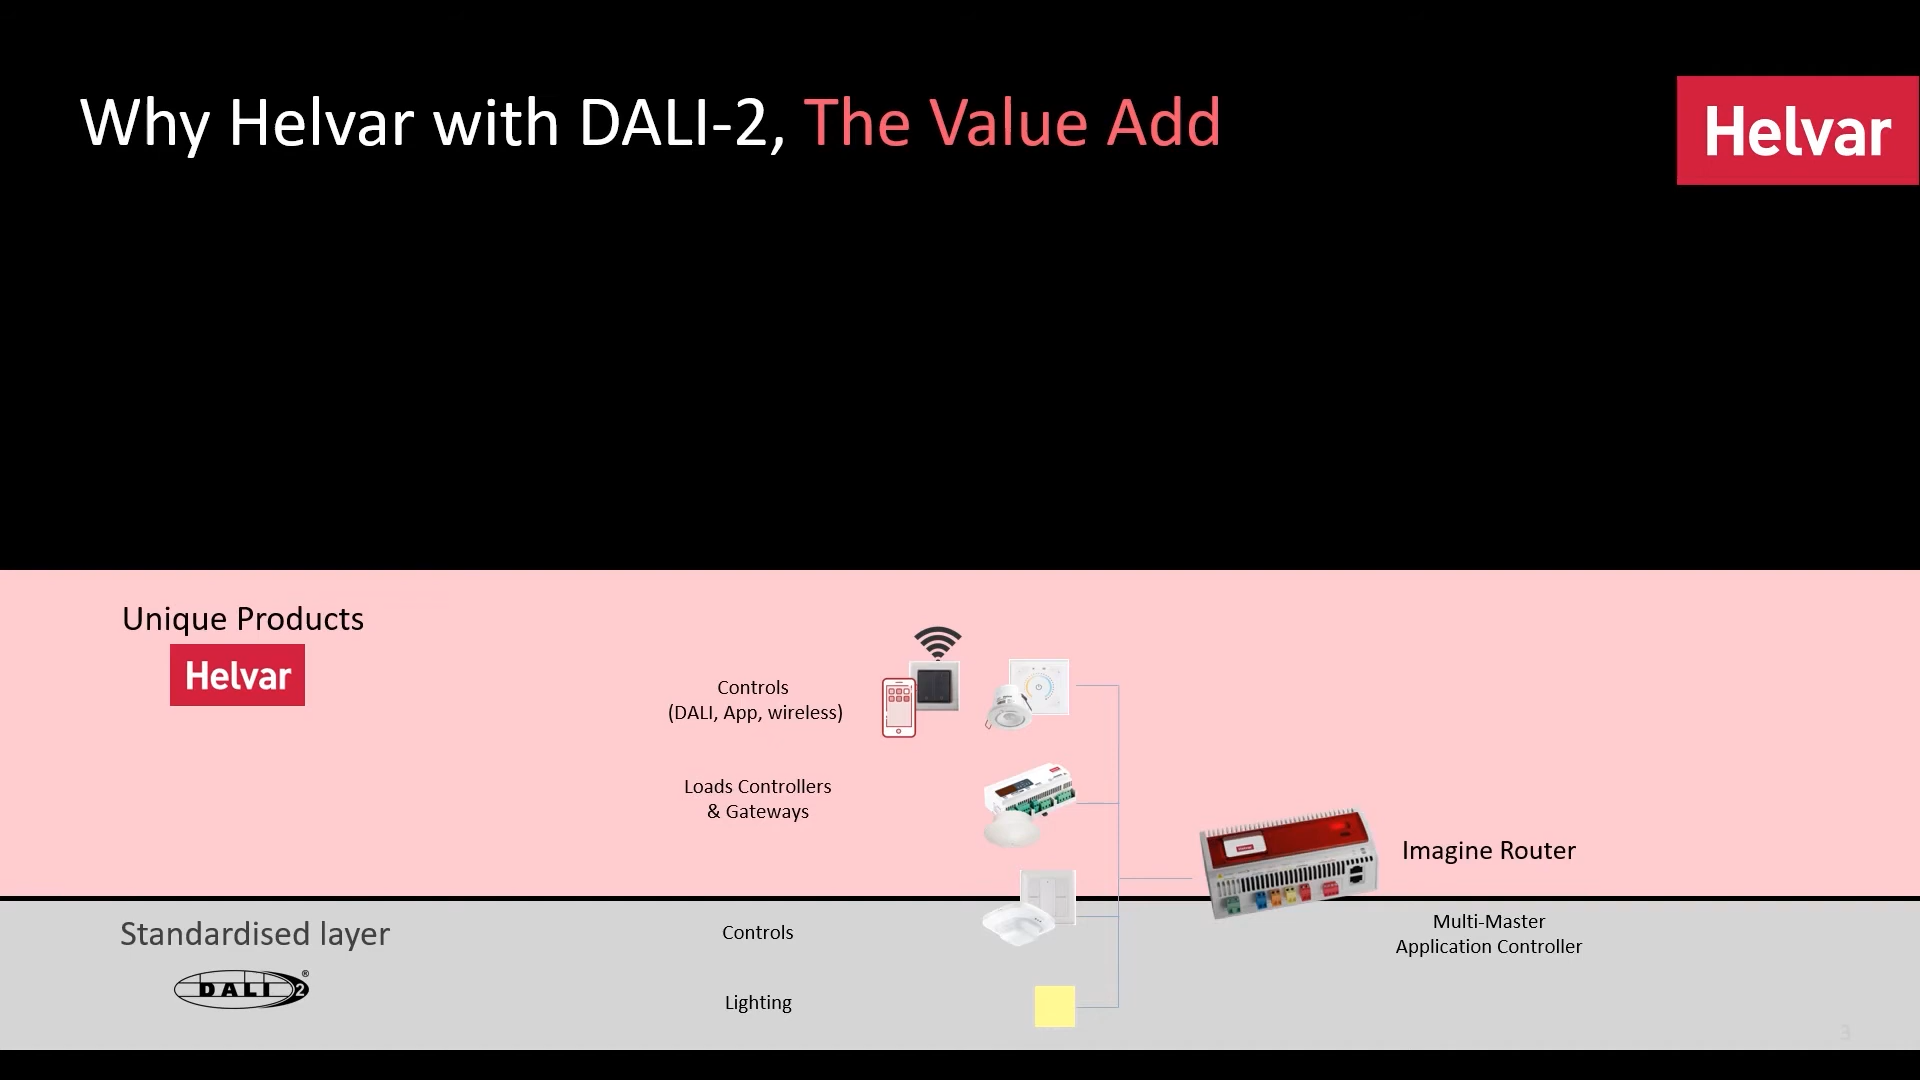 Why Helvar with DALI-2, The Value Add
Helvar
Unique Products
Helvar
Controls
(DALI, App, wireless)
Loads Controllers
& Gateways
Imagine Router
Standardised layer
DALI 2®
Controls
Multi-Master
Application Controller
Lighting
3